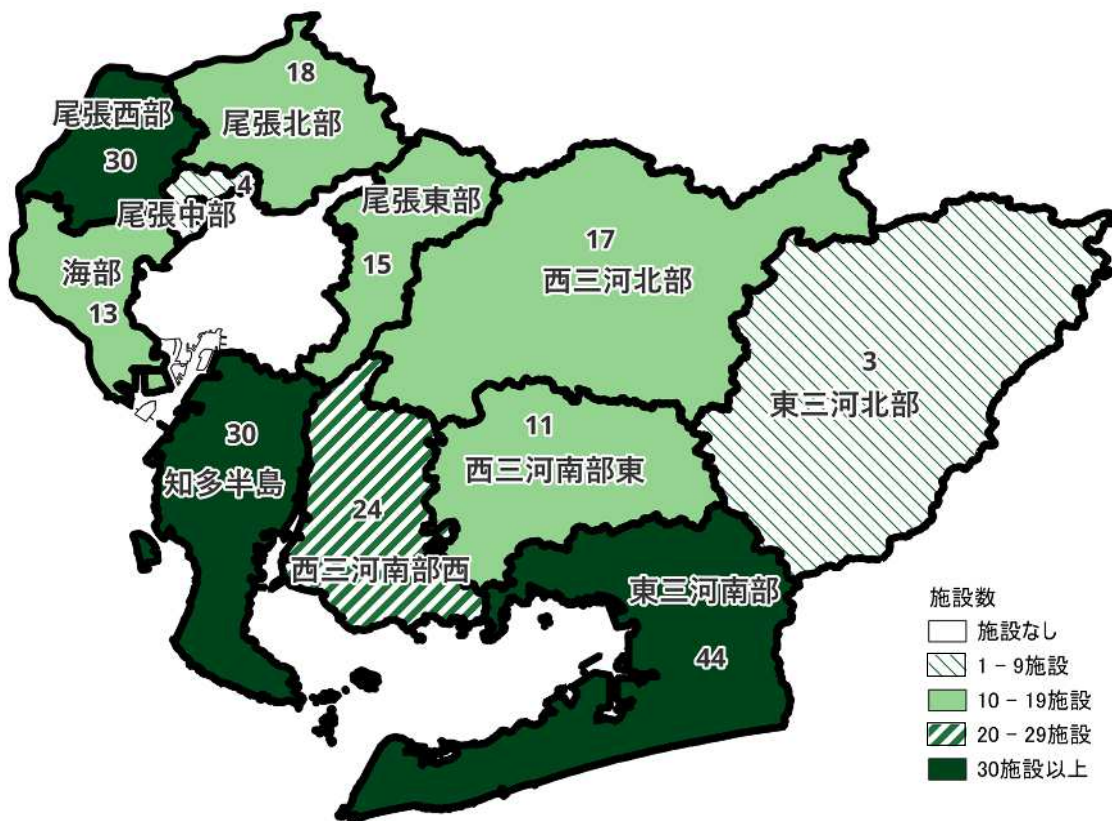 18
尾張北部
尾張西部
30
4
尾張中部
尾張東部
15
海部
13
17
西三河北部
3
東三河北部
30
知多半島
11
西三河南部東
24
西三河南部西
東三河南部
44
施設数
施設なし
1 - 9施設
10 - 19施設
20 - 29施設
30施設以上